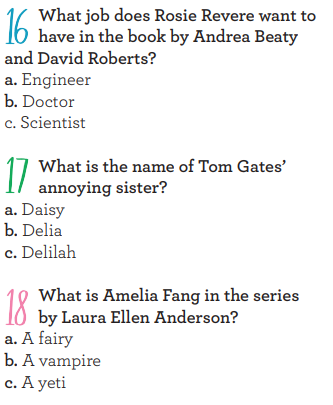 16 What job does Rosie Revere want to
have in the book by Andrea Beaty
and David Roberts?
a. Engineer
b. Doctor
c. Scientist
17 What is the name of Tom Gates'
annoying sister?
a. Daisy
b. Delia
c. Delilah
18 What is Amelia Fang in the series
by Laura Ellen Anderson?
a. A fairy
b. A vampire
c. A yeti